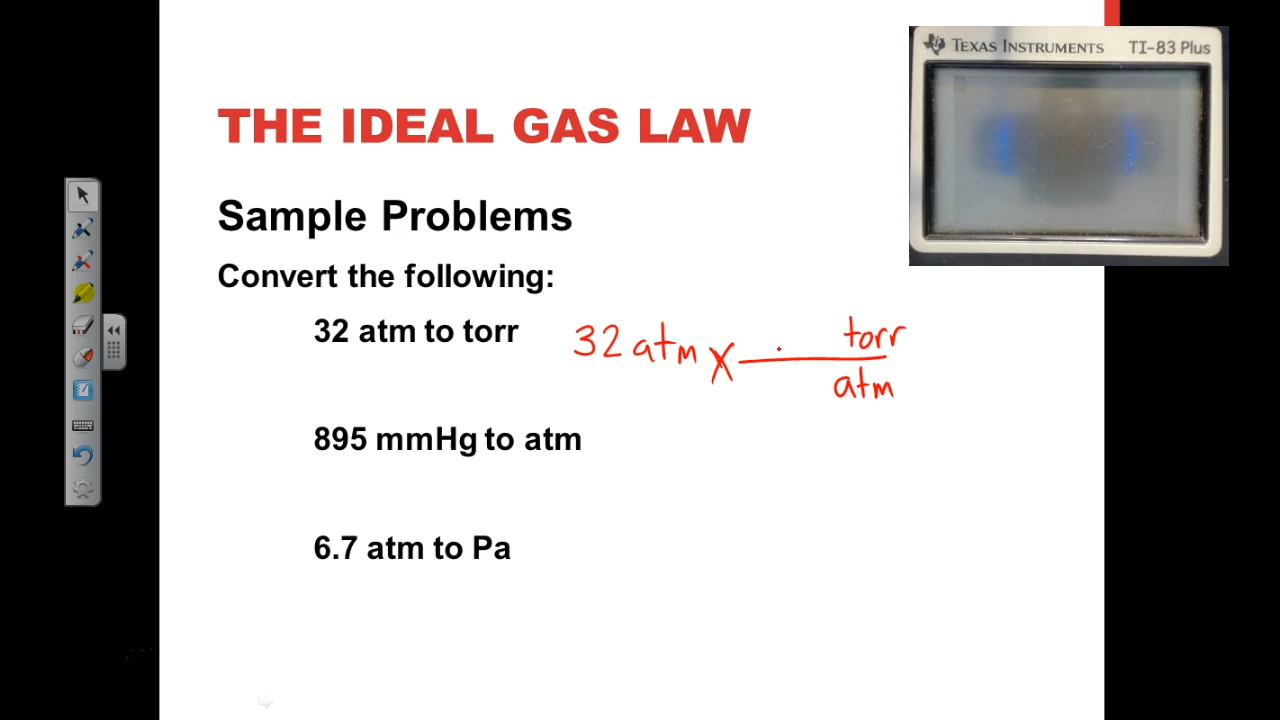 TEXAS INSTRUMENTS TI-83 Plus
THE IDEAL GAS LAW
Sample Problems
Convert the following:
32 atm to torr
32 atm x torr
atm
895 mmHg to atm
6.7 atm to Pa